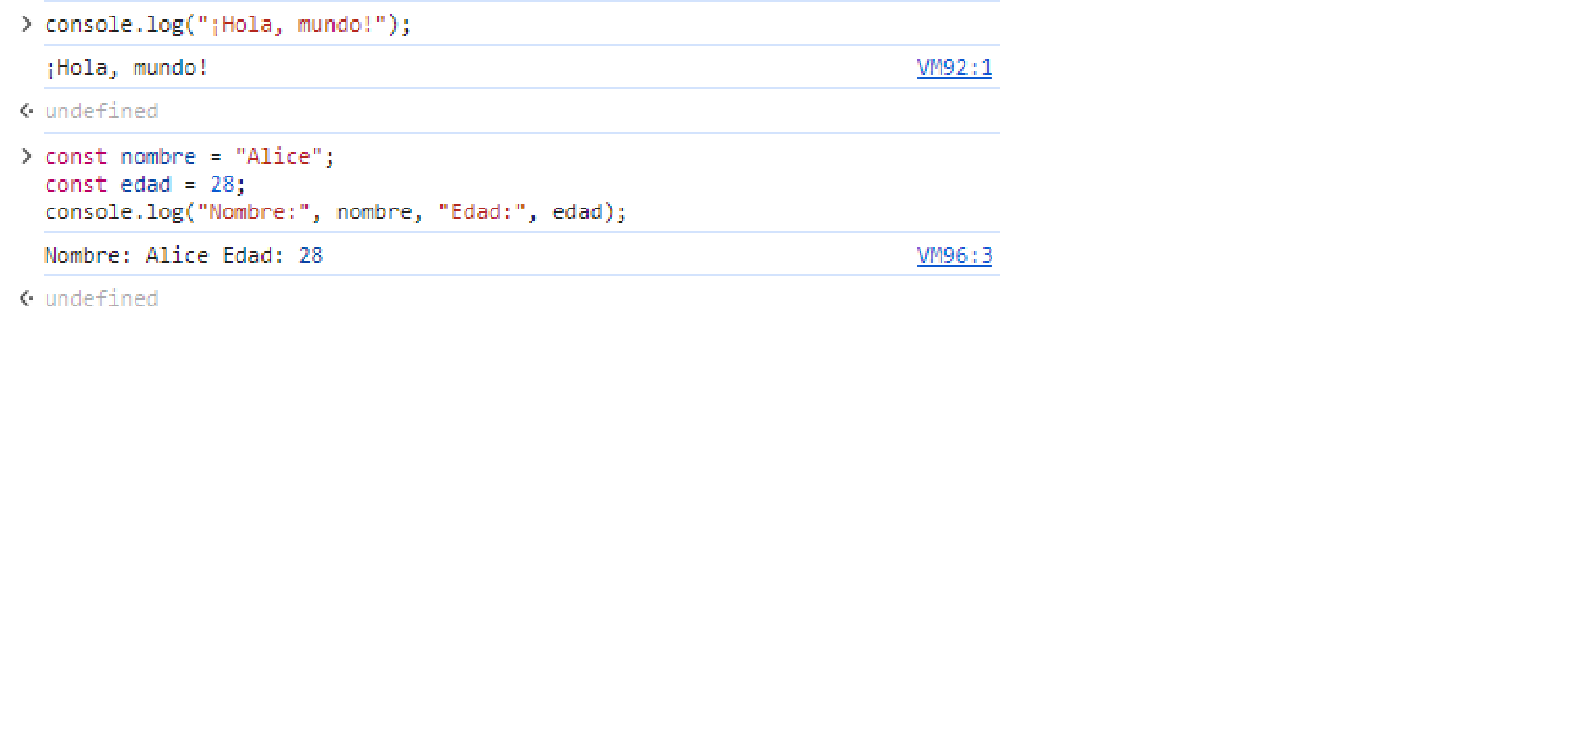 > console.log("¡Hola, mundo!");
¡Hola, mundo! VM92:1
undefined
> const nombre = "Alice";
const edad = 28;
console.log("Nombre:", nombre, "Edad:", edad);
Nombre: Alice Edad: 28 VM96:3
undefined